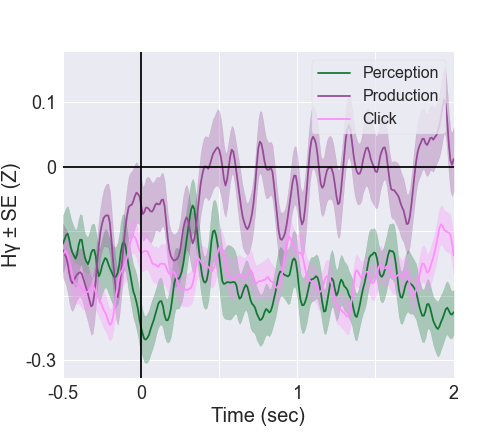 Perception
Production
Click
0.1
0
-0.3
Hγ ± SE (Z)
-0.5
0
1
2
Time (sec)